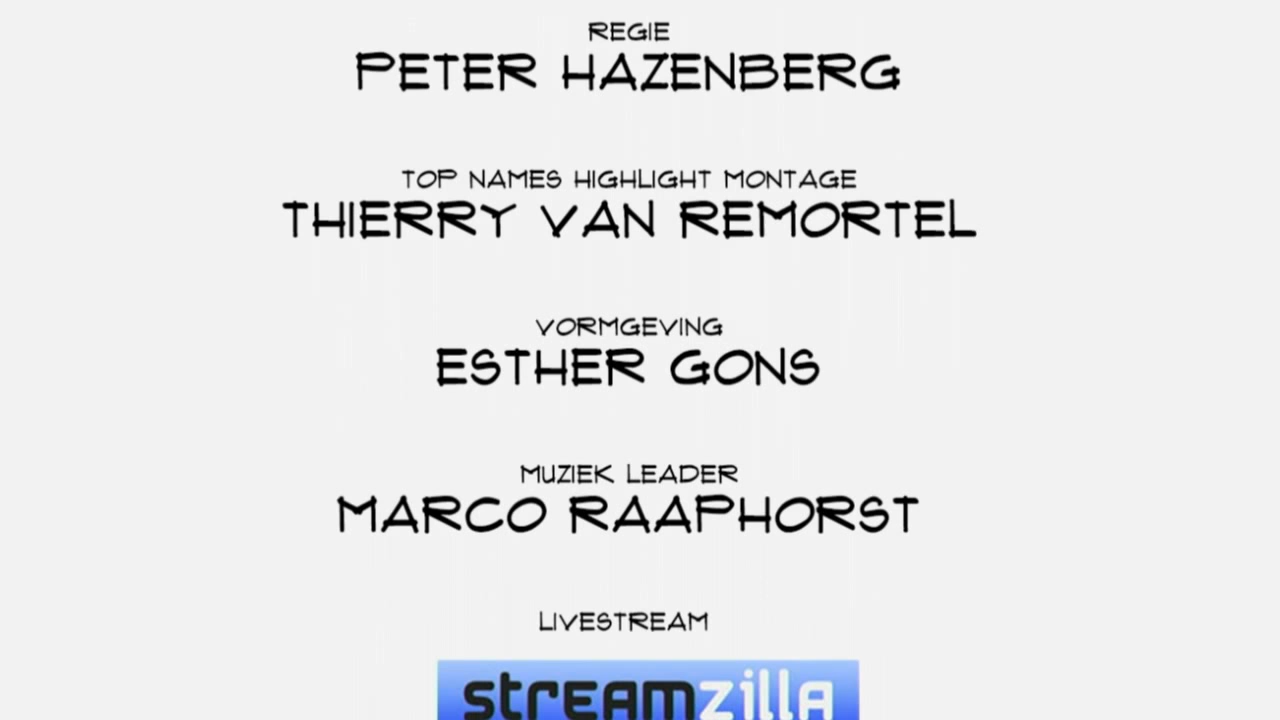 REGIE
PETER HAZENBERG
TOP NAMES HIGHLIGHT MONTAGE
THIERRY VAN REMORTEL
VORMGEVING
ESTHER GONS
MUZIEK LEADER
MARCO RAAPHORST
LIVESTREAM
streamzilla